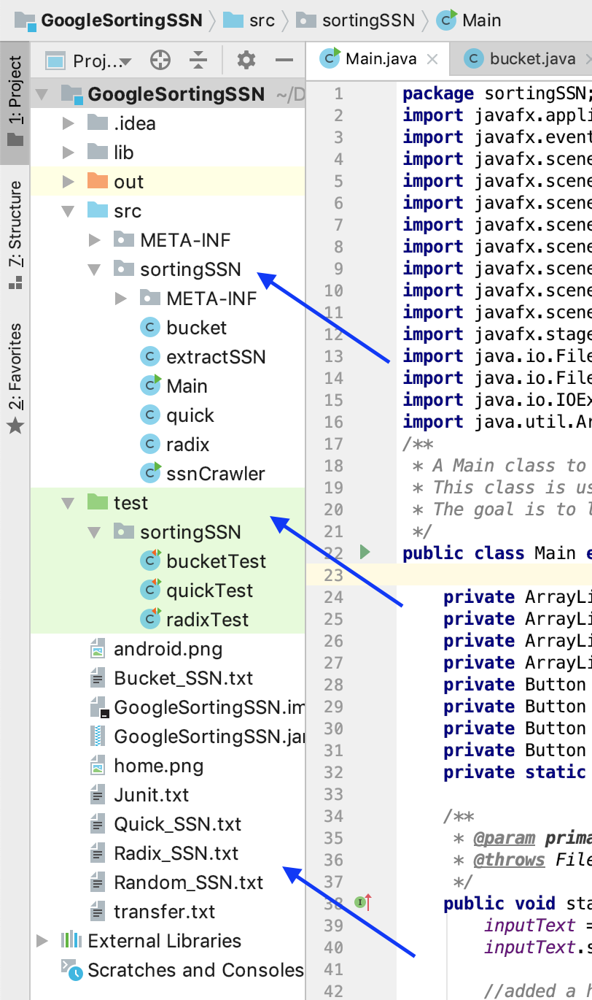 GoogleSortingSSN src sortingSSN Main
1: Project
7: Structure
2: Favorites
Proj...
GoogleSortingSSN ~/D
.idea
lib
out
src
META-INF
sortingSSN
META-INF
bucket
extractSSN
Main
quick
radix
ssnCrawler
test
sortingSSN
bucketTest
quickTest
radixTest
android.png
Bucket_SSN.txt
GoogleSortingSSN.im
GoogleSortingSSN.jar
home.png
Junit.txt
Quick_SSN.txt
Radix_SSN.txt
Random_SSN.txt
transfer.txt
External Libraries
Scratches and Consoles
Main.java bucket.java
1 package sortingSSN;
2 import javafx.appli
3 import javafx.event
4 import javafx.scene
5 import javafx.scene
6 import javafx.scene
7 import javafx.scene
8 import javafx.scene
9 import javafx.scene
10 import javafx.scene
11 import javafx.scene
12 import javafx.stage
13 import java.io.File
14 import java.io.File
15 import java.io.IOEx
16 import java.util.Ar
17 /**
18 * A Main class to
19 * This class is us
20 * The goal is to l
21 */
22 public class Main e
23
24 private ArrayLi
25 private ArrayLi
26 private ArrayLi
27 private ArrayLi
28 private Button
29 private Button
30 private Button
31 private Button
32 private static
33
34 /**
35 * @param prima
36 * @throws File
37 */
38 public void sta
39 inputText =
40 inputText.s
41
42 //added a h